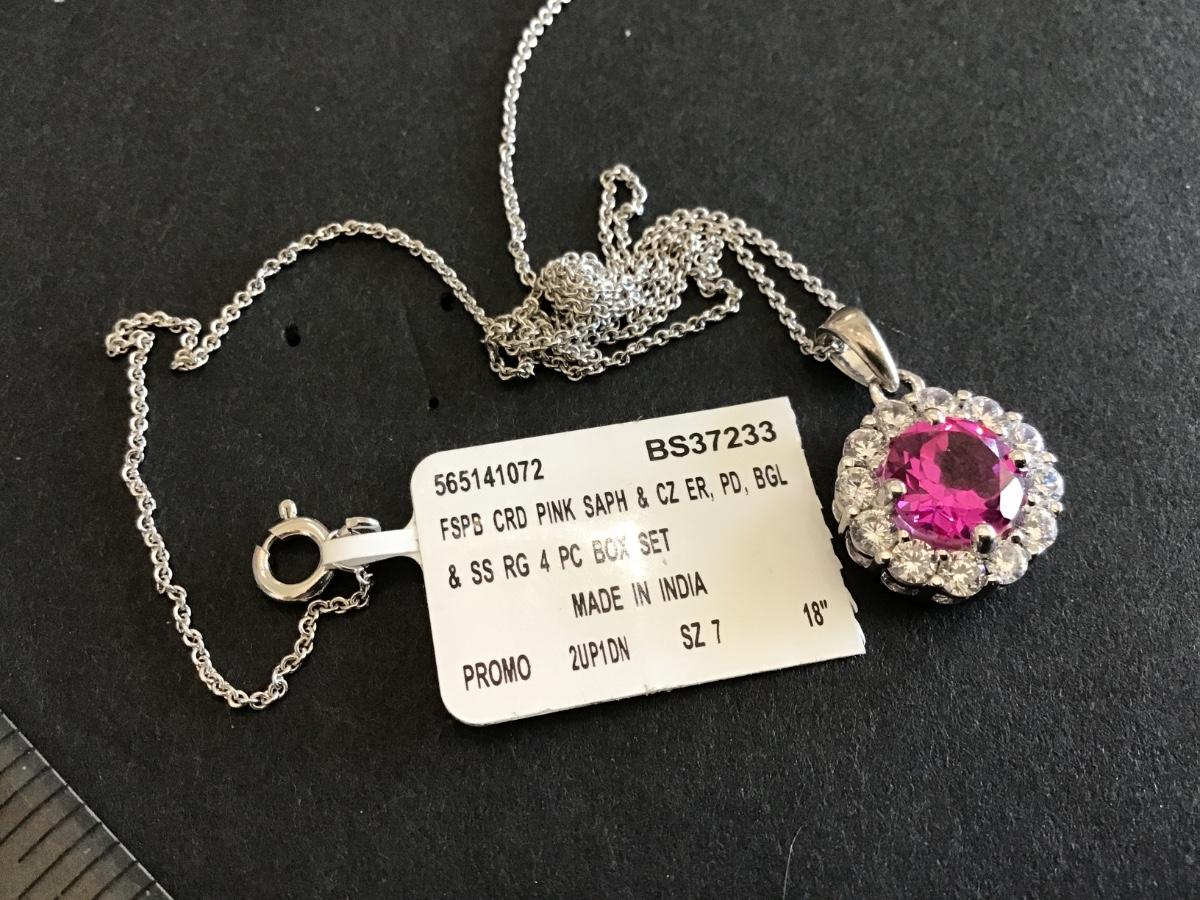 565141072 BS37233
FSPB CRD PINK SAPH & CZ ER, PD, BGL
& SS RG 4 PC BOX SET
MADE IN INDIA
PROMO 2UP1DN SZ 7 18"